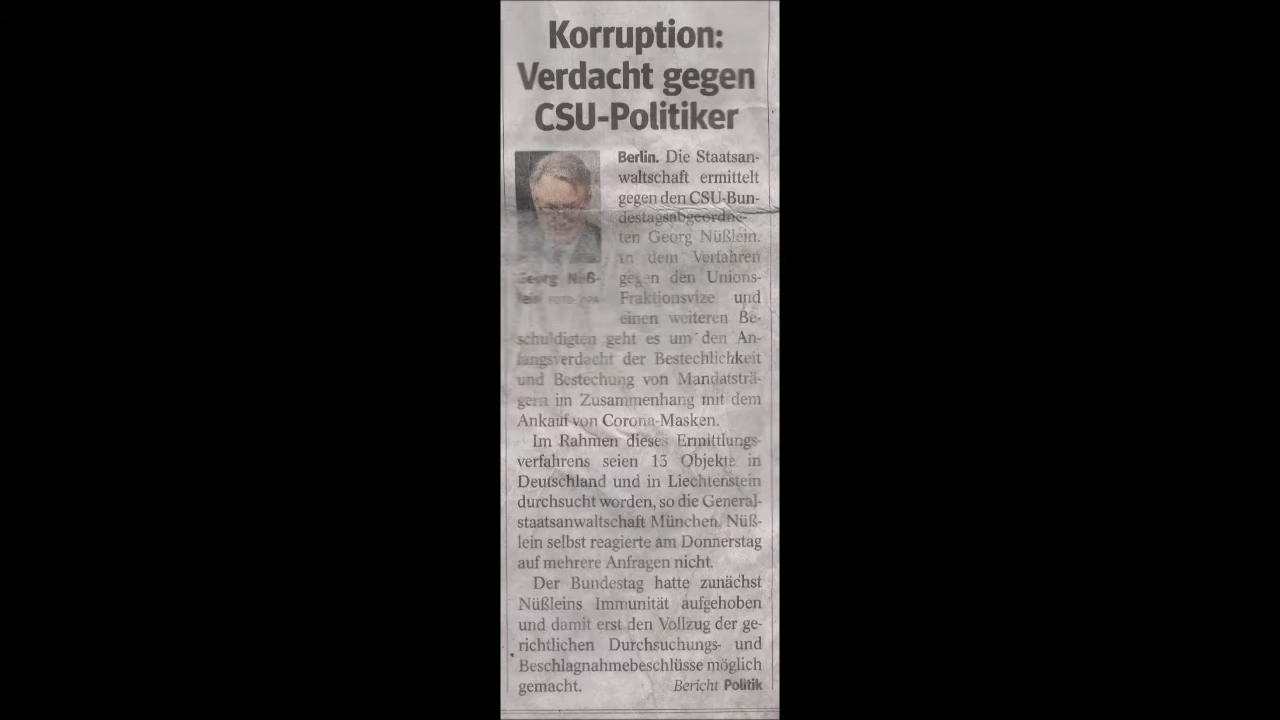 Korruption:
Verdacht gegen
CSU-Politiker
Berlin. Die Staatsan-
waltschaft ermittelt
gegen den CSU-Bun-
destagsabgeordne-
ten Georg Nüßlein.
In dem Verfahren
gegen den Unions-
Fraktionsvize und
einen weiteren Be-
schuldigten geht es um den An-
fangsverdacht der Bestechlichkeit
und Bestechung von Mandatsträ-
gern im Zusammenhang mit dem
Ankauf von Corona-Masken.
Im Rahmen dieses Ermittlungs-
verfahrens seien 13 Objekte in
Deutschland und in Liechtenstein
durchsucht worden, so die General-
staatsanwaltschaft München. Nüß-
lein selbst reagierte am Donnerstag
auf mehrere Anfragen nicht.
Der Bundestag hatte zunächst
Nüßleins Immunität aufgehoben
und damit erst den Vollzug der ge-
richtlichen Durchsuchungs- und
Beschlagnahmebeschlüsse möglich
gemacht. Bericht Politik
Georg Nüß-
lein FOTO: